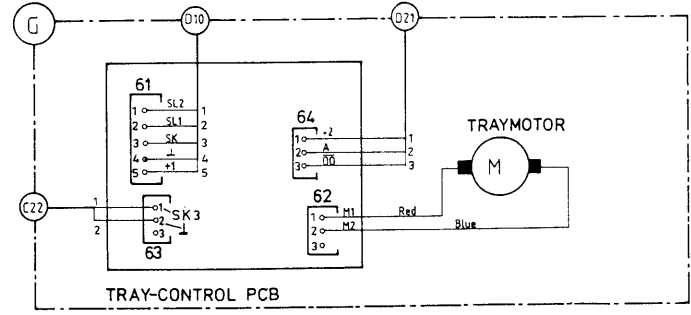 G
D10
D21
61
1 SL2 1
2 SL1 2
3 SK 3
4 ⊥ 4
5 +1 5
64
1 -2 1
2 A 2
3 D̅O̅ 3
TRAYMOTOR
M
C22
1
2
1 SK3
2 ⊥
3
63
62
1 M1 Red
2 M2 Blue
3
TRAY-CONTROL PCB